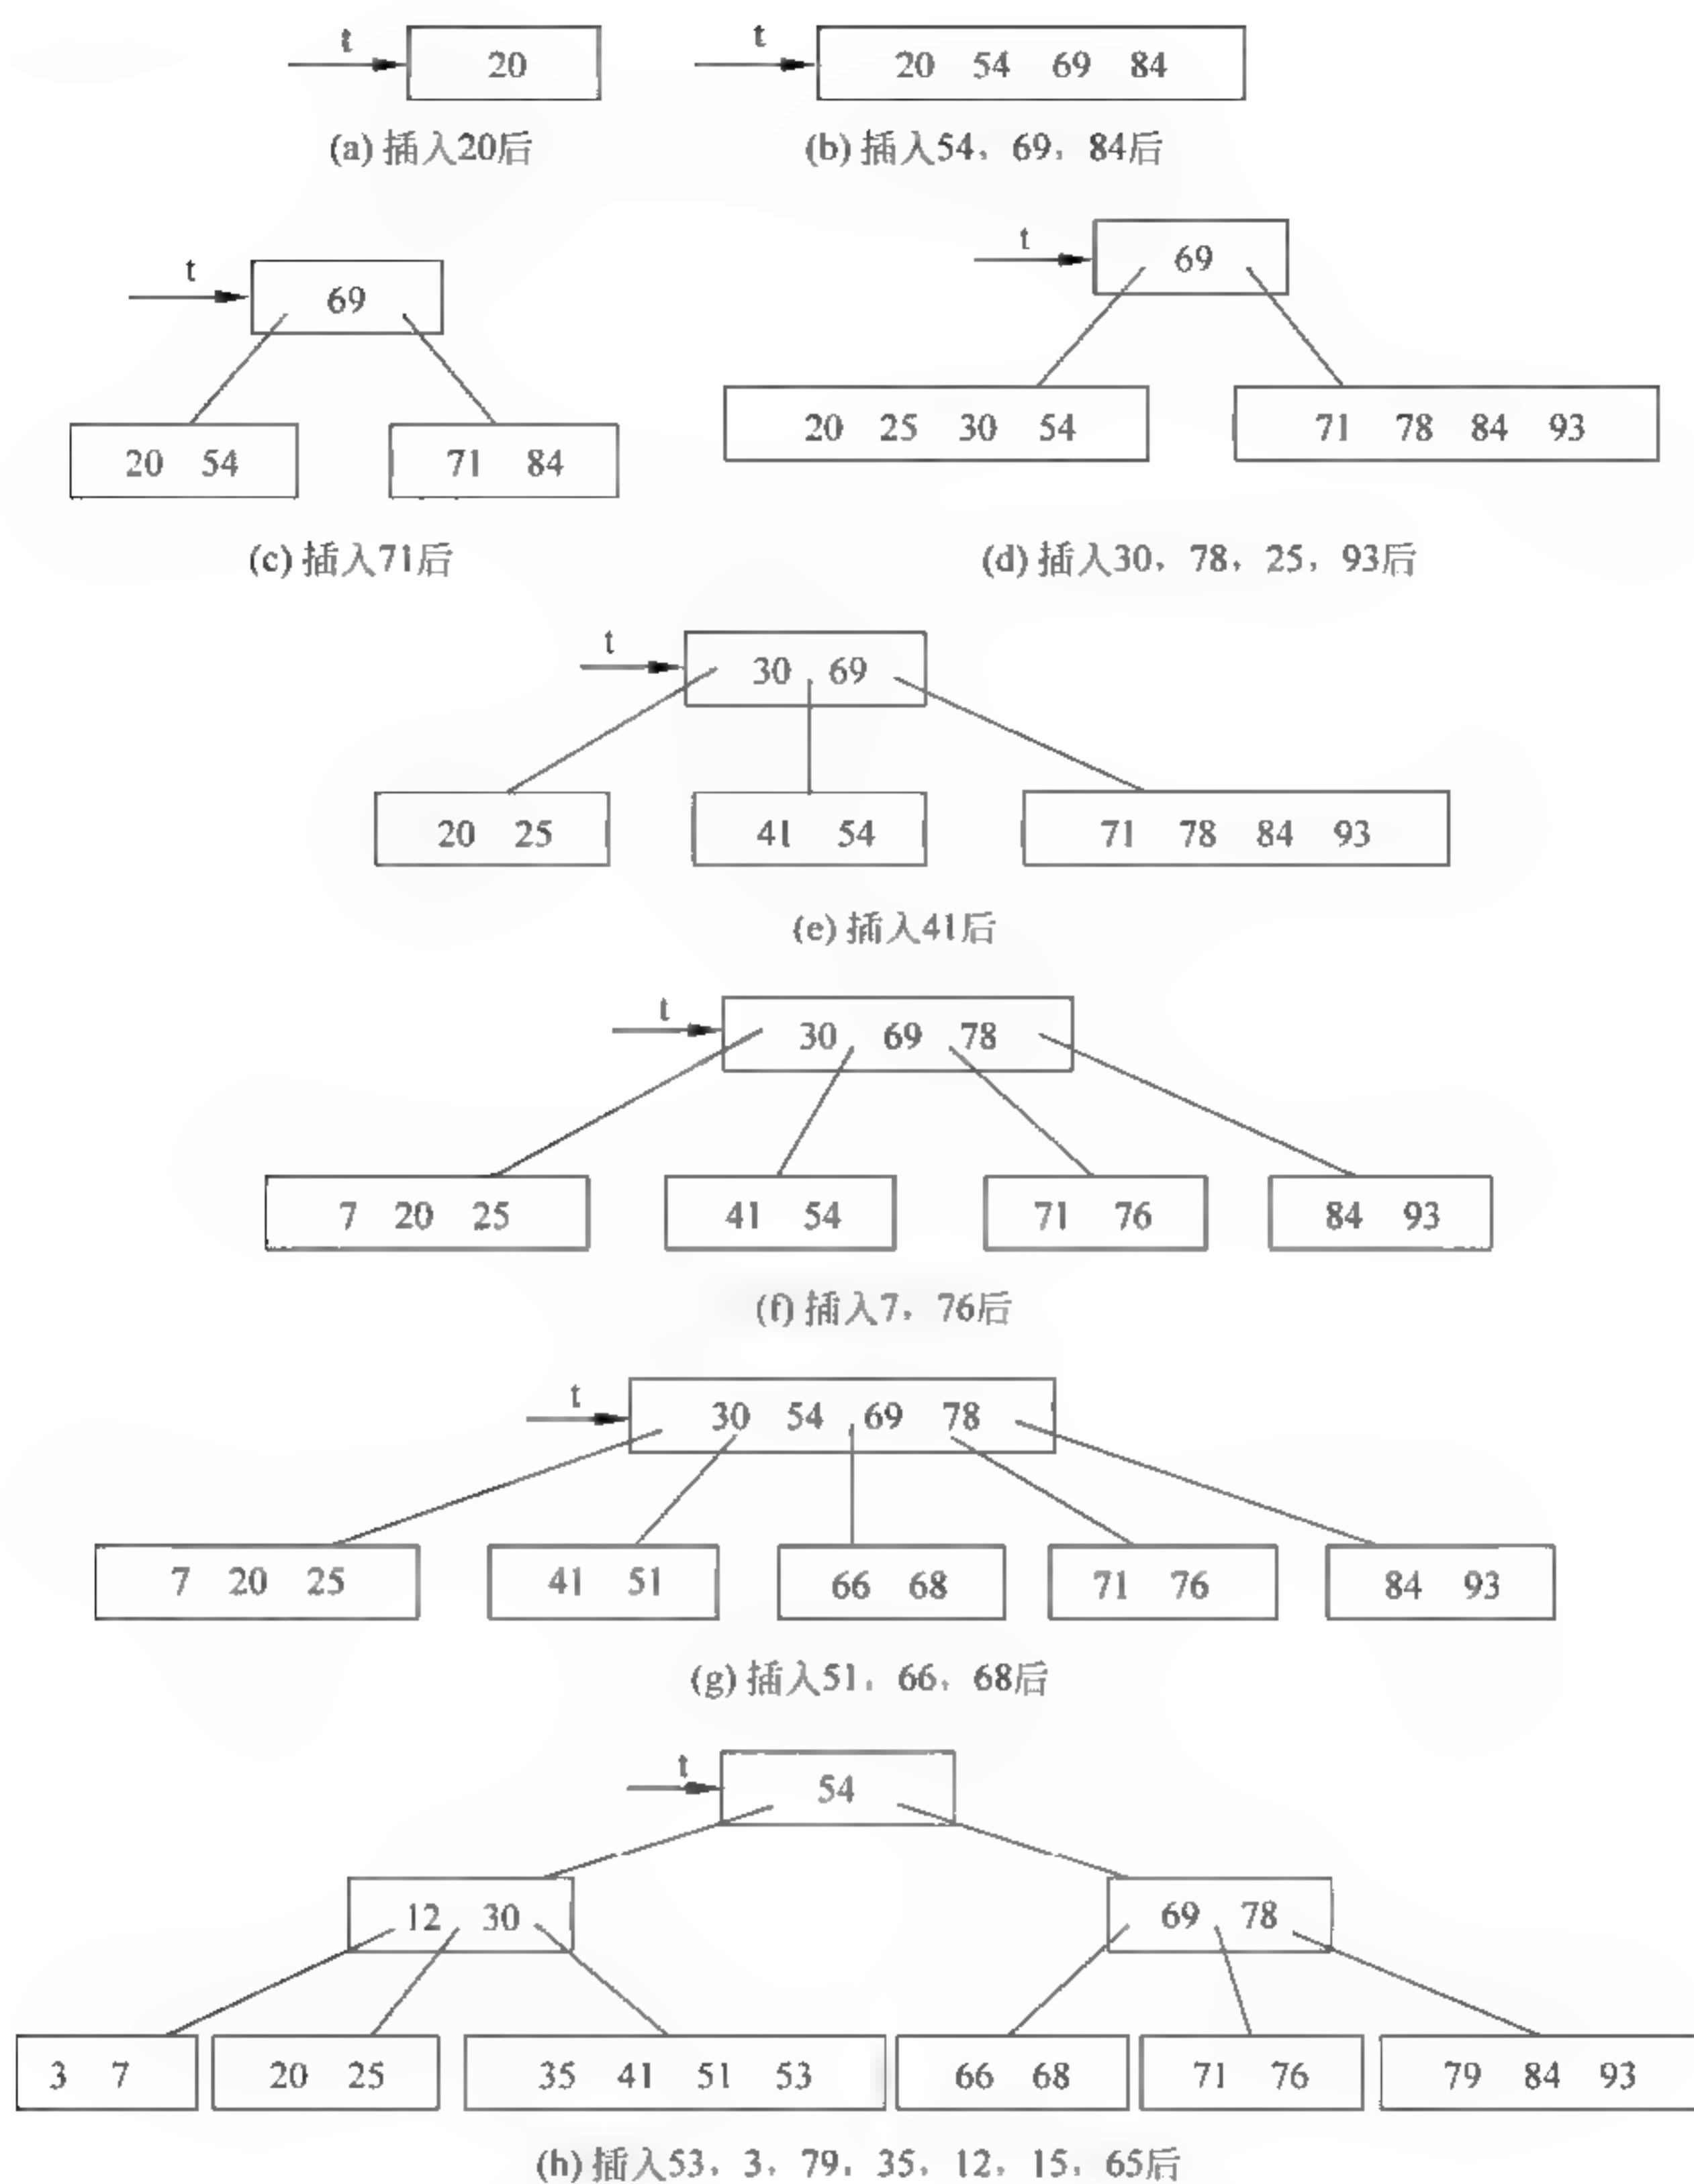 t
20
t
20 54 69 84
(a) 插入20后
(b) 插入54，69，84后
t
69
20 54
71 84
(c) 插入71后
t
69
20 25 30 54
71 78 84 93
(d) 插入30，78，25，93后
t
30 69
20 25
41 54
71 78 84 93
(e) 插入41后
t
30 69 78
7 20 25
41 54
71 76
84 93
(f) 插入7，76后
t
30 54 69 78
7 20 25
41 51
66 68
71 76
84 93
(g) 插入51，66，68后
t
54
12 30
69 78
3 7
20 25
35 41 51 53
66 68
71 76
79 84 93
(h) 插入53，3，79，35，12，15，65后